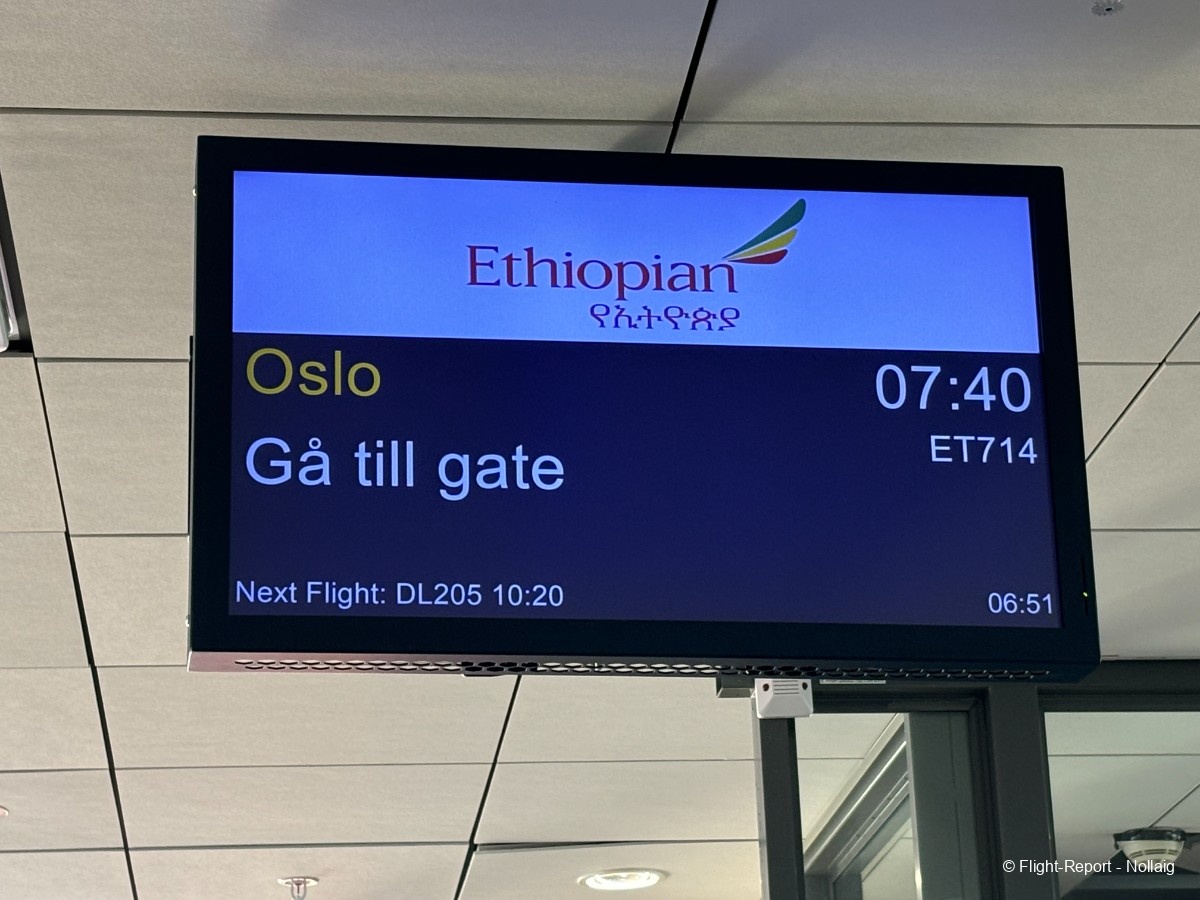 Ethiopian
የኢትዮጵያ
Oslo
07:40
Gå till gate
ET714
Next Flight: DL205 10:20
06:51
© Flight-Report - Nollaig